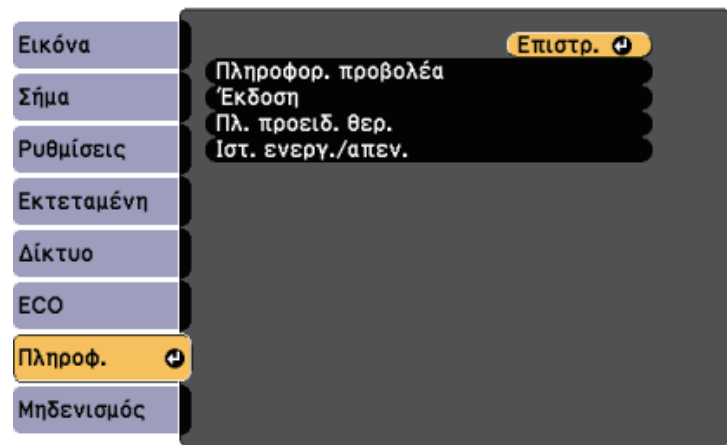 Εικόνα
Σήμα
Ρυθμίσεις
Εκτεταμένη
Δίκτυο
ECO
Πληροφ.
Μηδενισμός
Επιστρ.
Πληροφορ. προβολέα
Έκδοση
Πλ. προειδ. θερ.
Ιστ. ενεργ./απεν.